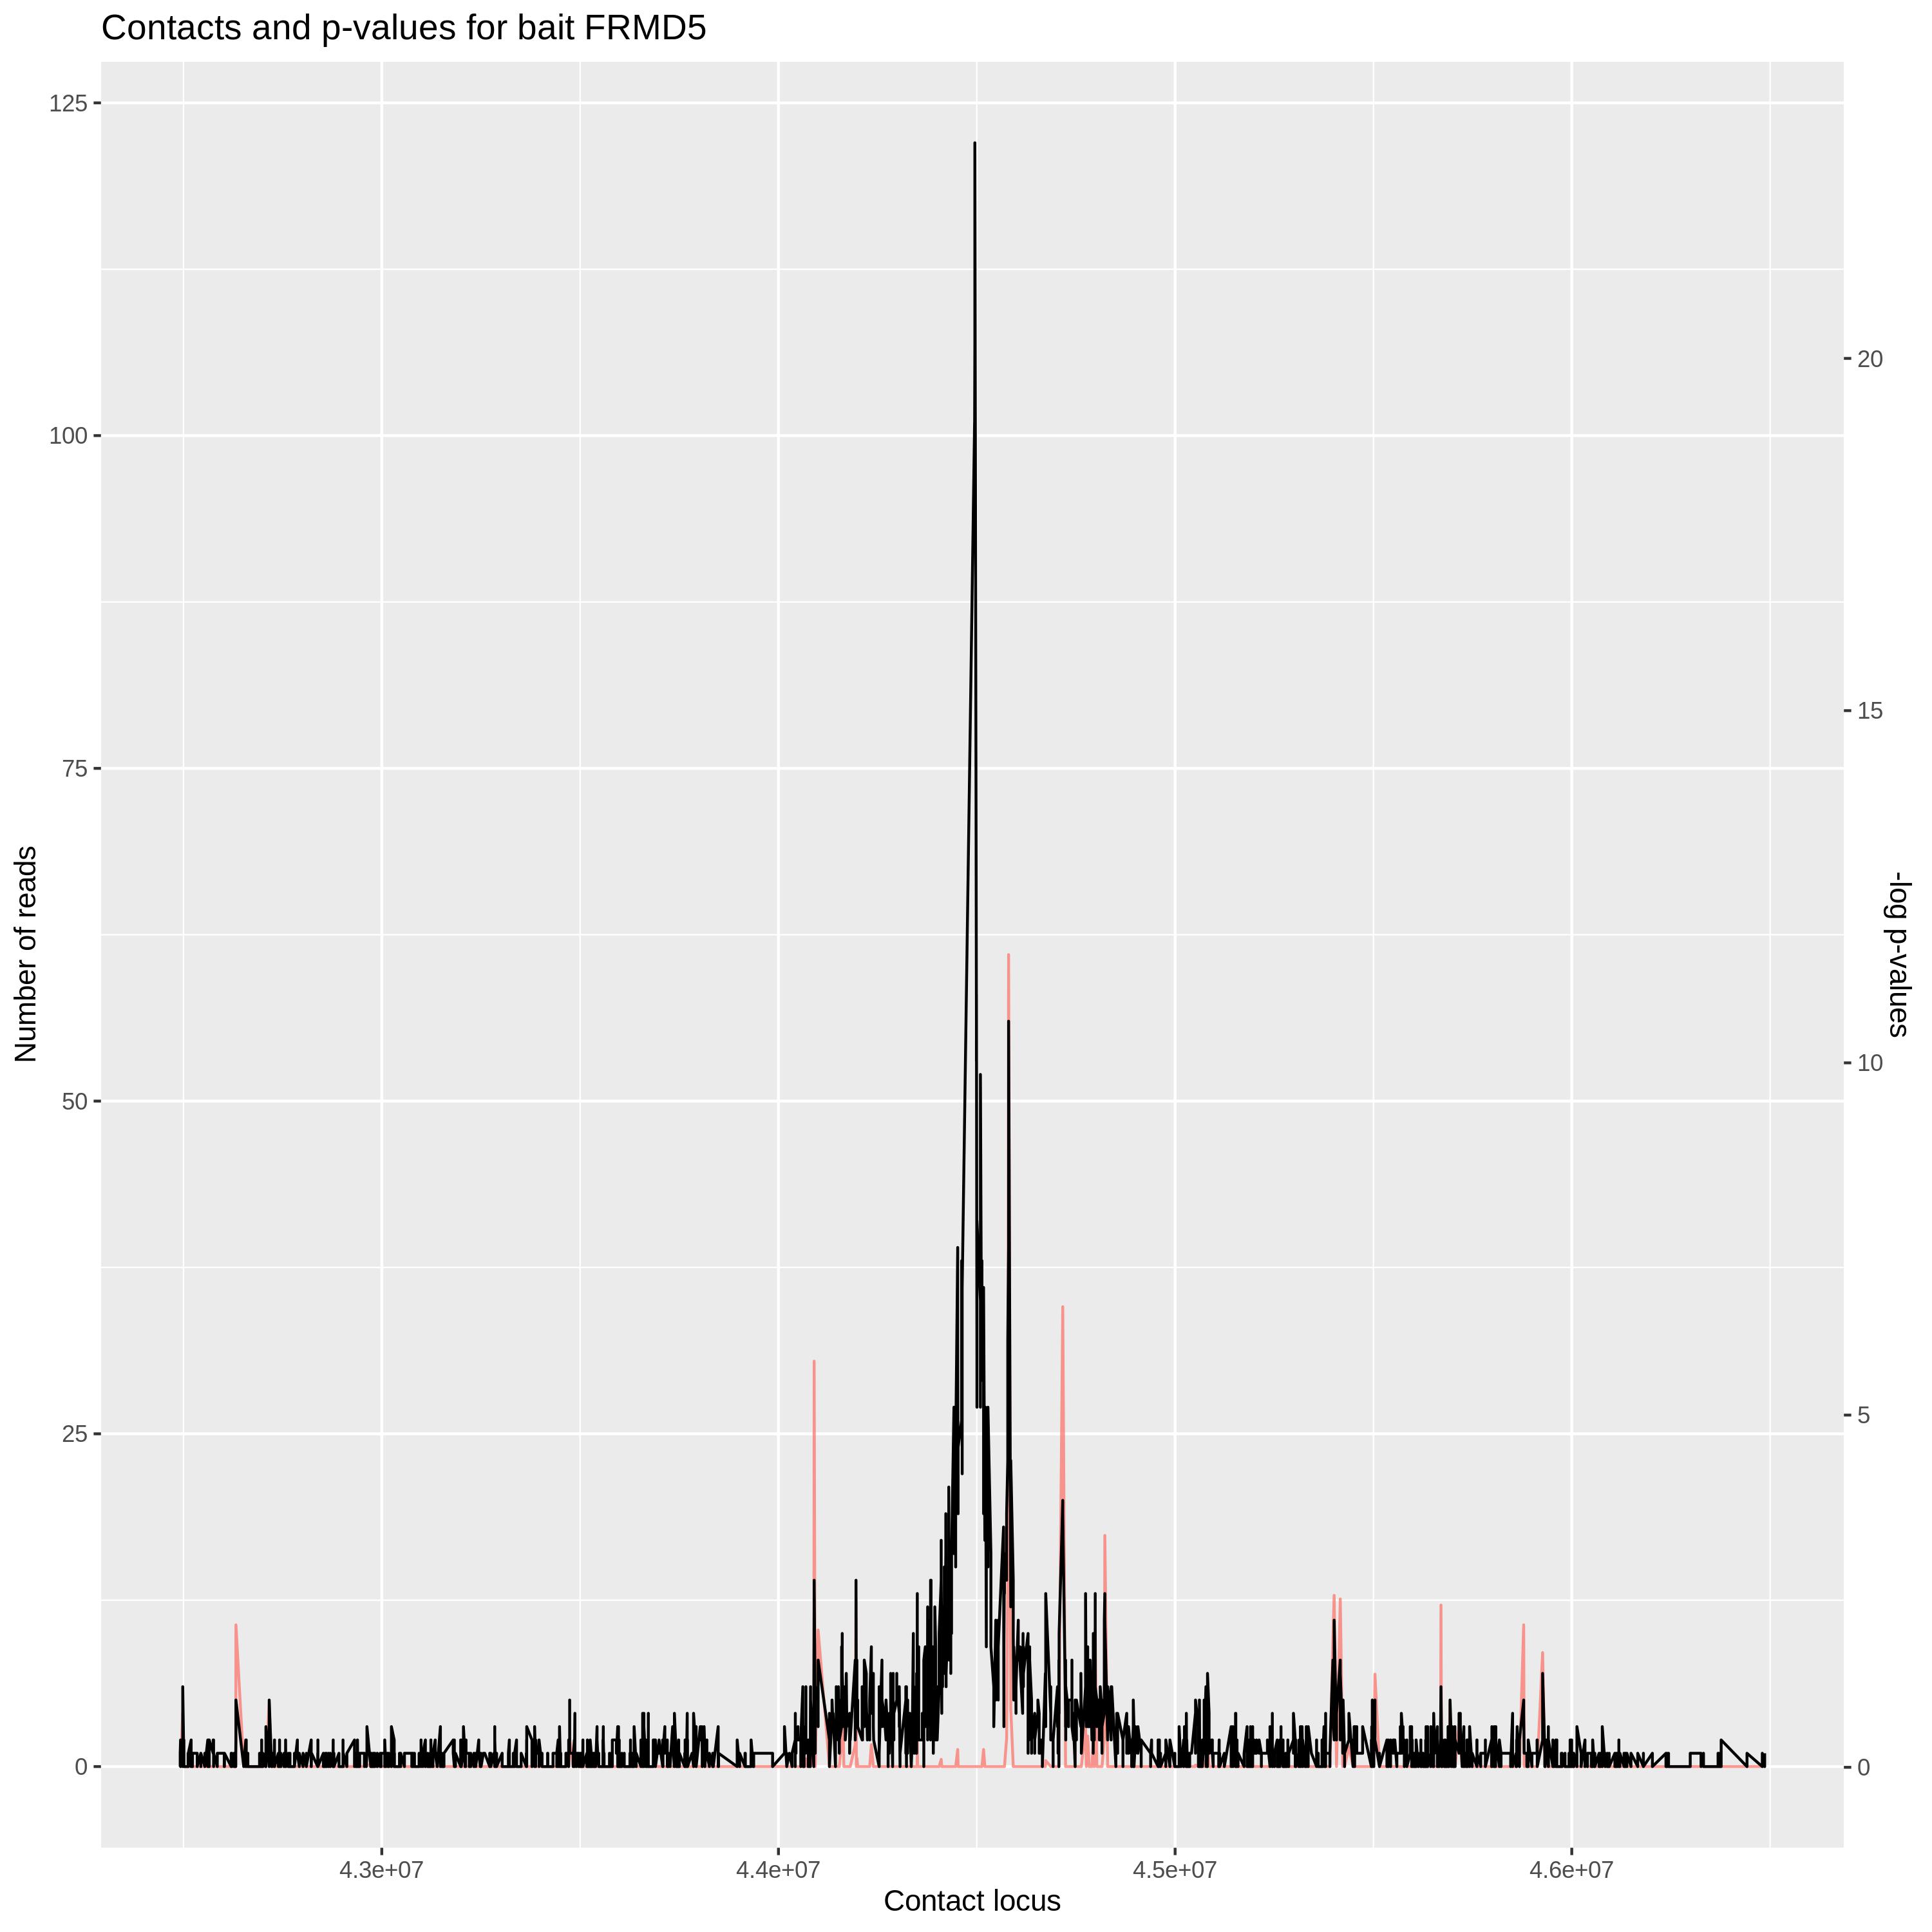 Contacts and p-values for bait FRMD5
125
100
75
50
25
0
Number of reads
20
15
10
5
0
-log p-values
4.3e+07
4.4e+07
4.5e+07
4.6e+07
Contact locus